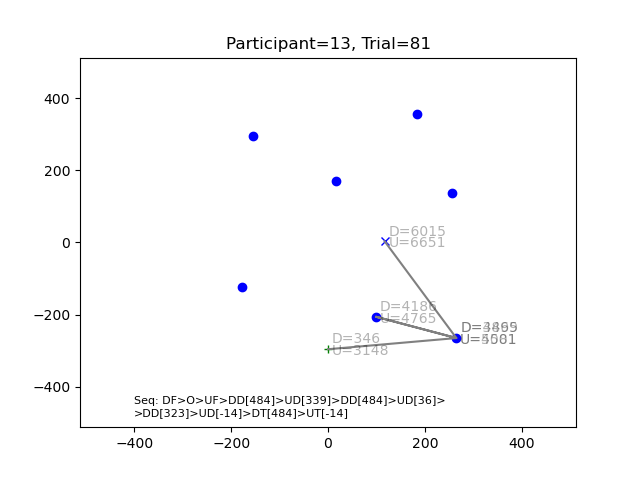 Participant=13, Trial=81
400
200
0
−200
−400
D=6015
U=6651
D=4186
U=4765
D=346
U=3148
−400
−200
0
200
400
Seq: DF>O>UF>DD[484]>UD[339]>DD[484]>UD[36]>
>DD[323]>UD[-14]>DT[484]>UT[-14]